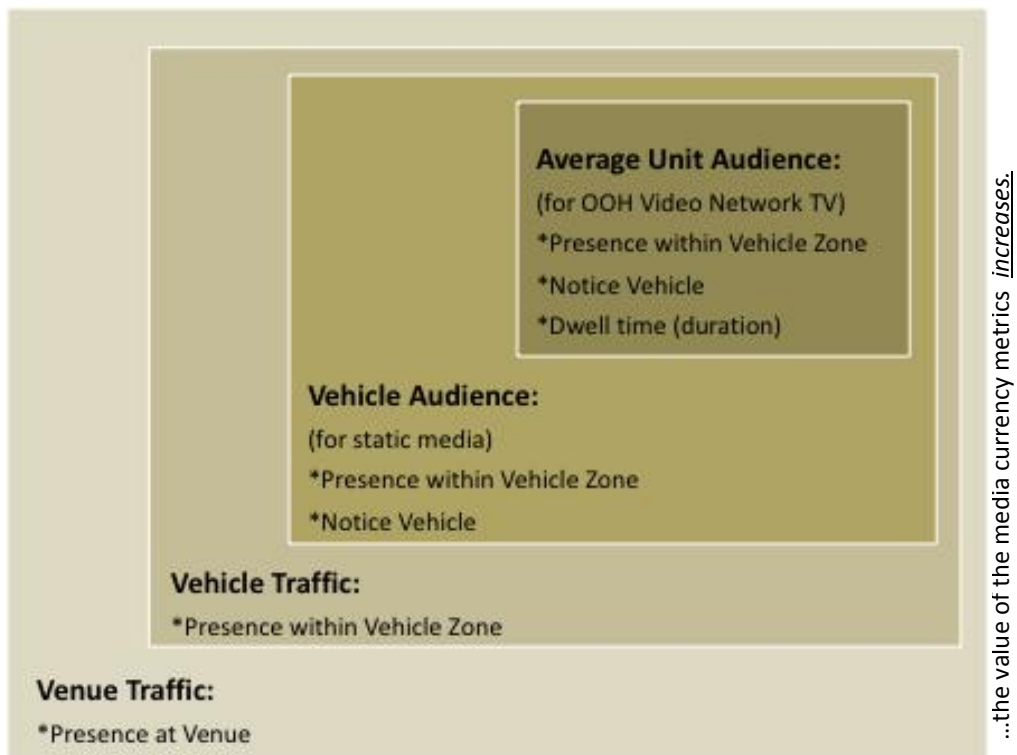 Average Unit Audience:
(for OOH Video Network TV)
*Presence within Vehicle Zone
*Notice Vehicle
*Dwell time (duration)
Vehicle Audience:
(for static media)
*Presence within Vehicle Zone
*Notice Vehicle
Vehicle Traffic:
*Presence within Vehicle Zone
Venue Traffic:
*Presence at Venue
...the value of the media currency metrics increases.